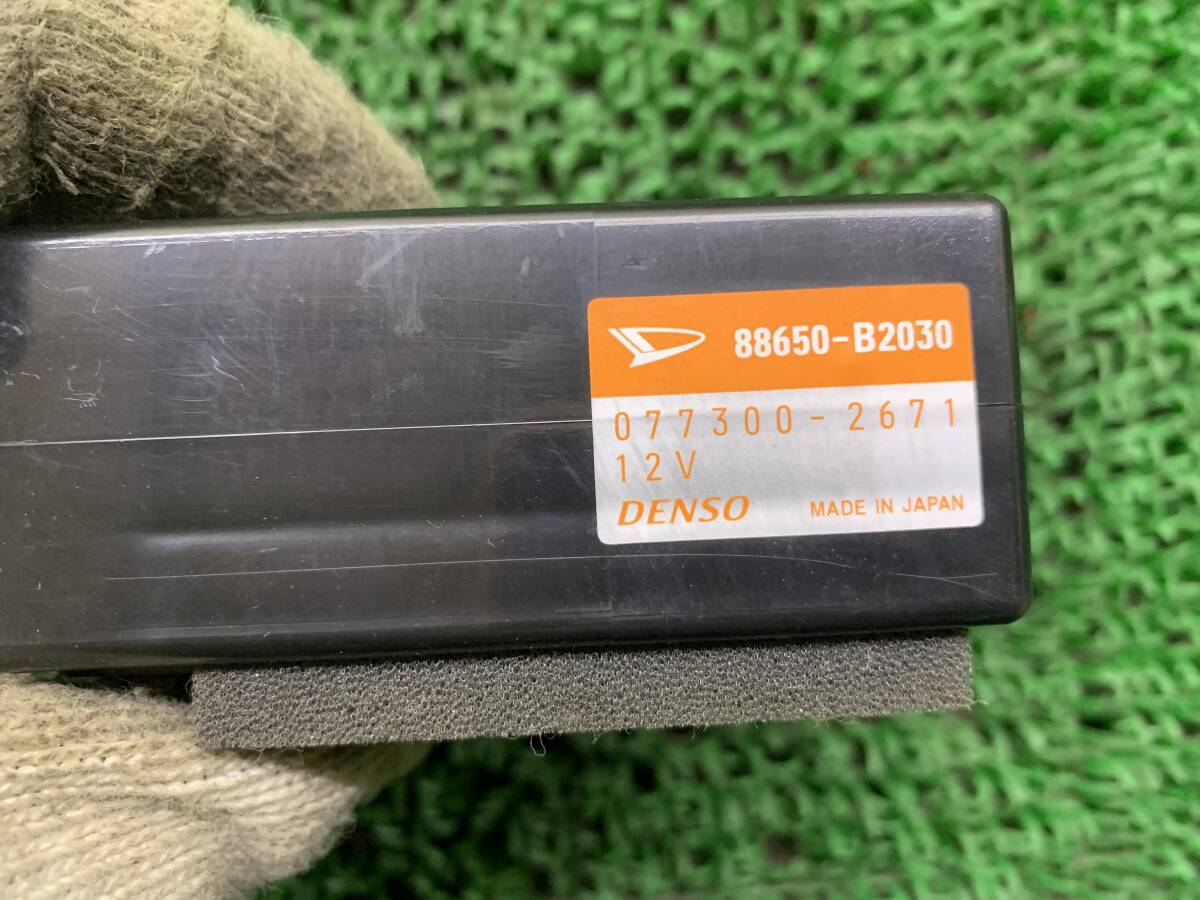 88650-B2030
077300-2671
12V
DENSO MADE IN JAPAN